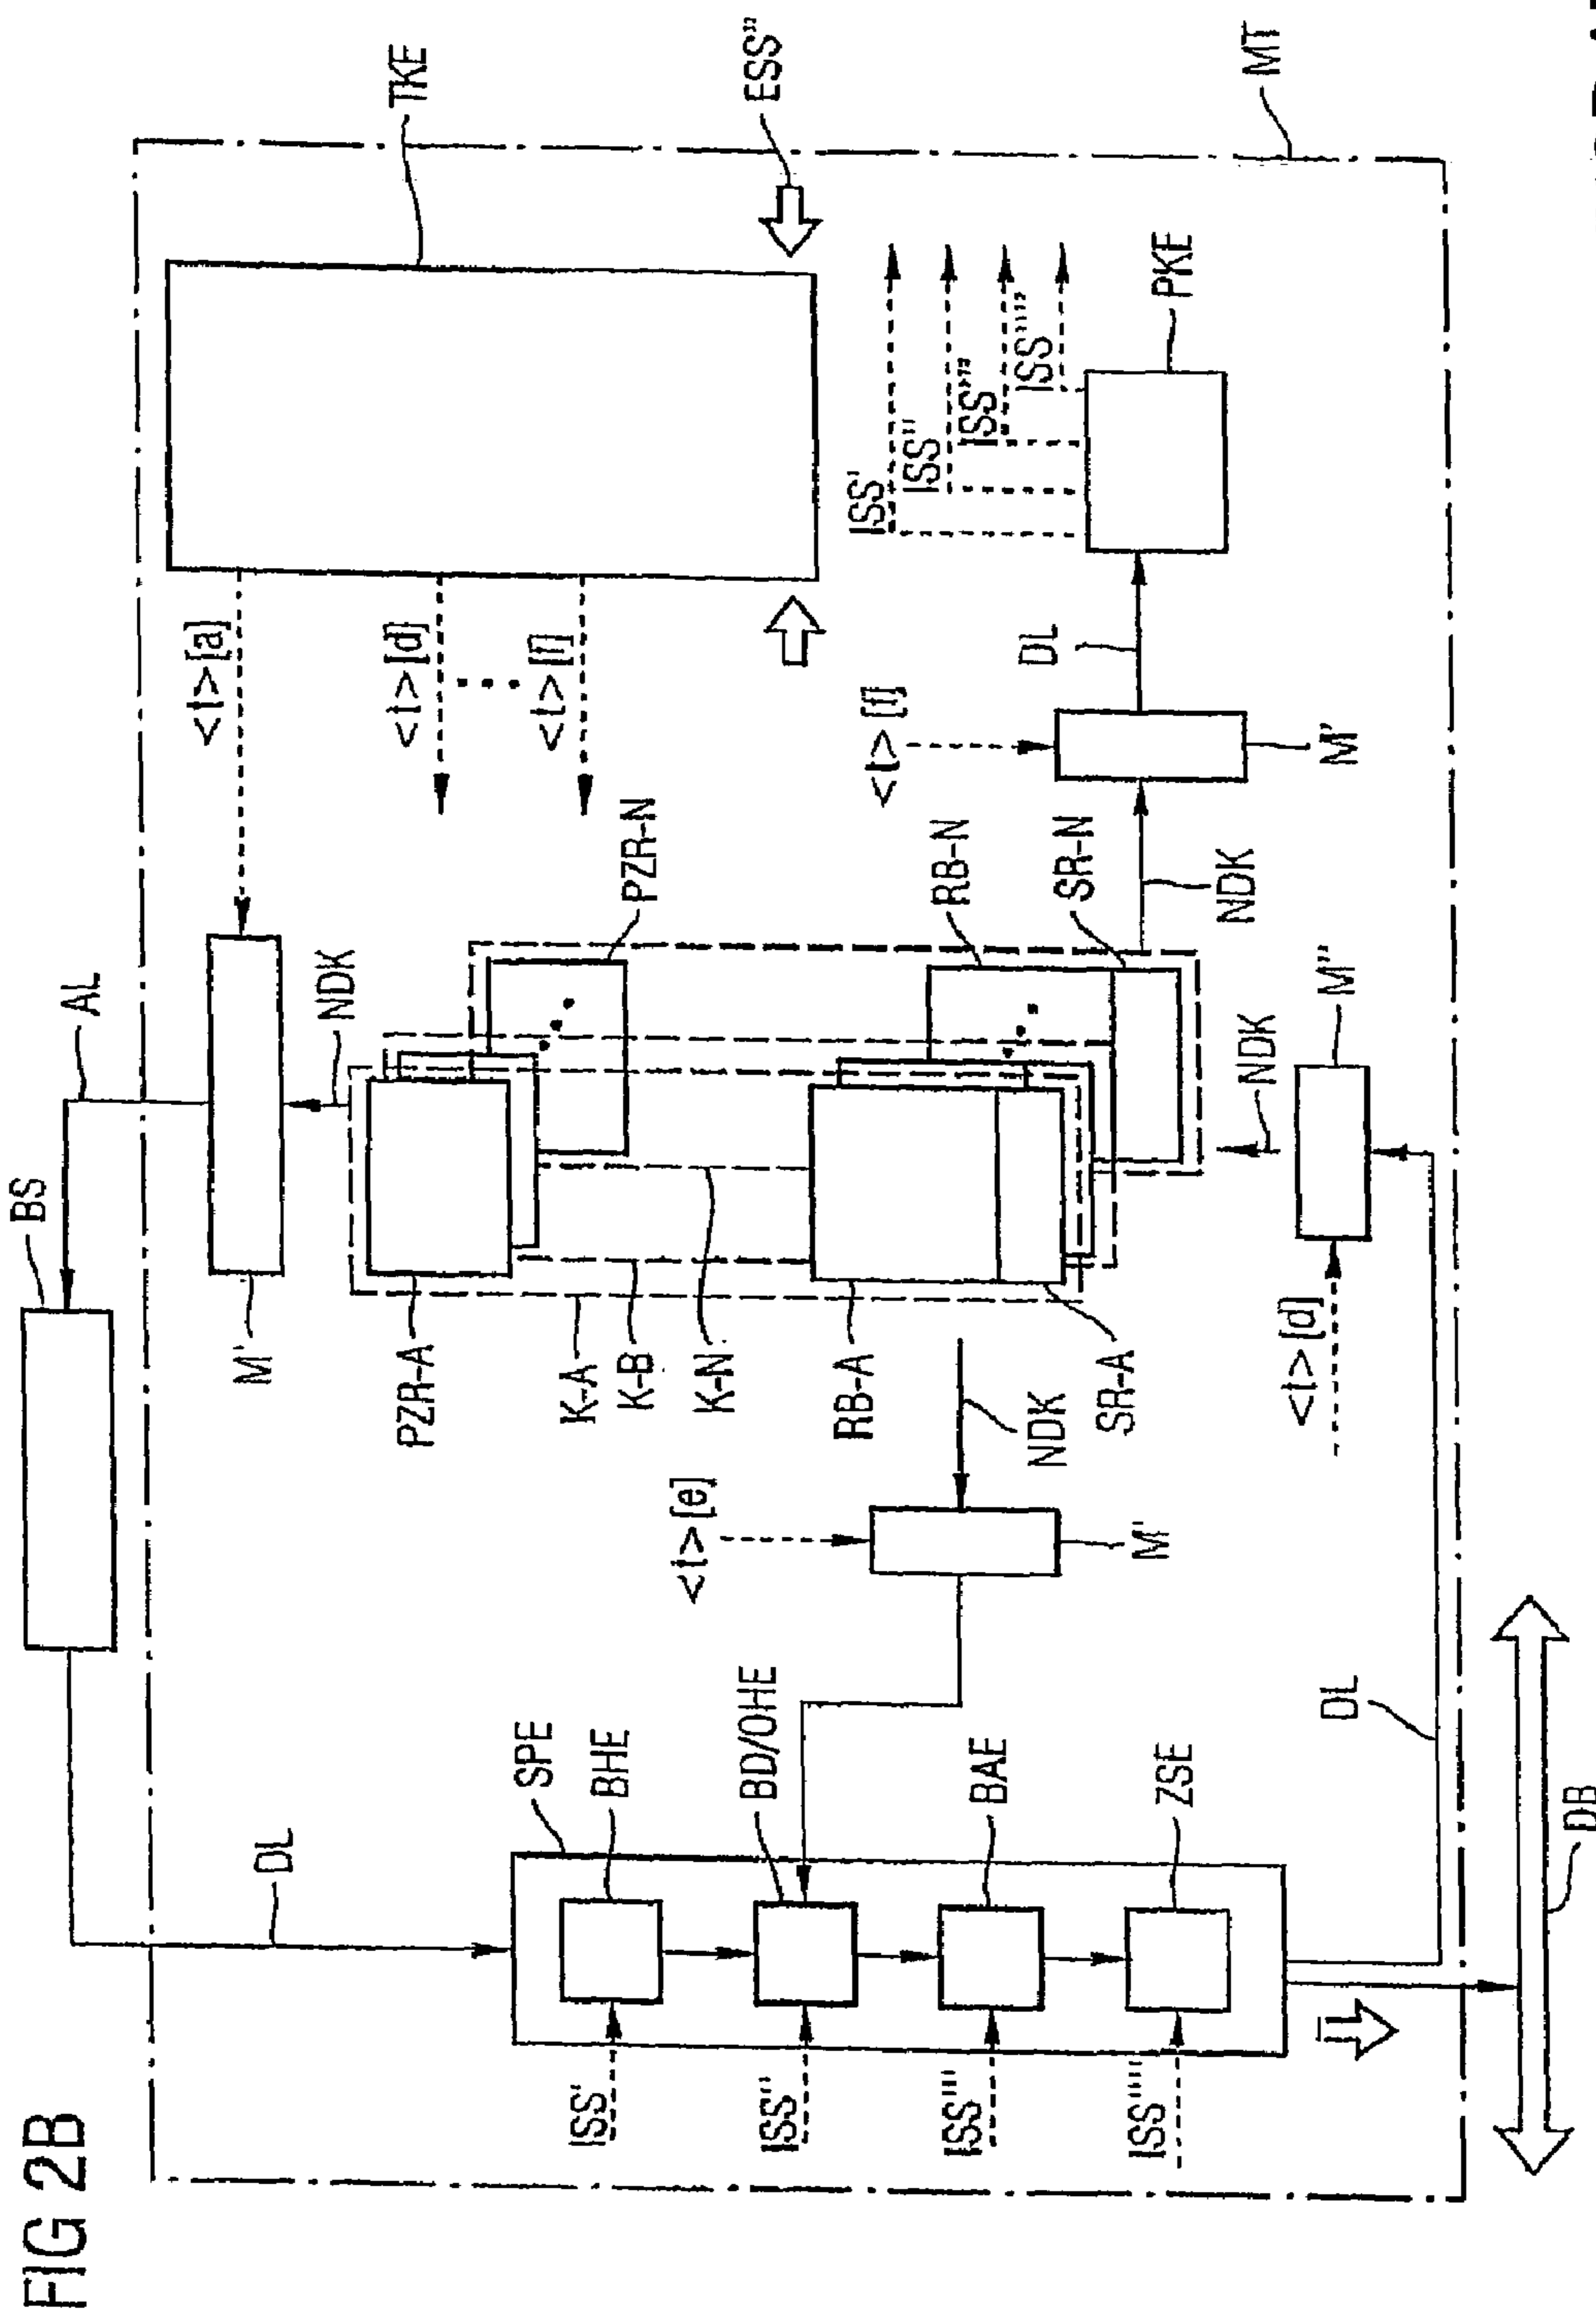 FIG 2B
BS
AL
DL
M'
NDK
<t>[a]
TKE
SPE
BHE
BD/OHE
BAE
ZSE
ISS'
ISS''
ISS'''
ISS''''
PZR-A
K-A
K-B
K-N
RB-A
SR-A
PZR-N
RB-N
SR-N
<t>[d]
<t>[f]
ESS''
<t>[e]
M'
NDK
<t>[f]
M'
NDK
DL
ISS'
ISS''
ISS'''
ISS''''
PKE
<t>[d]
M''
NDK
DL
DB
I
MT